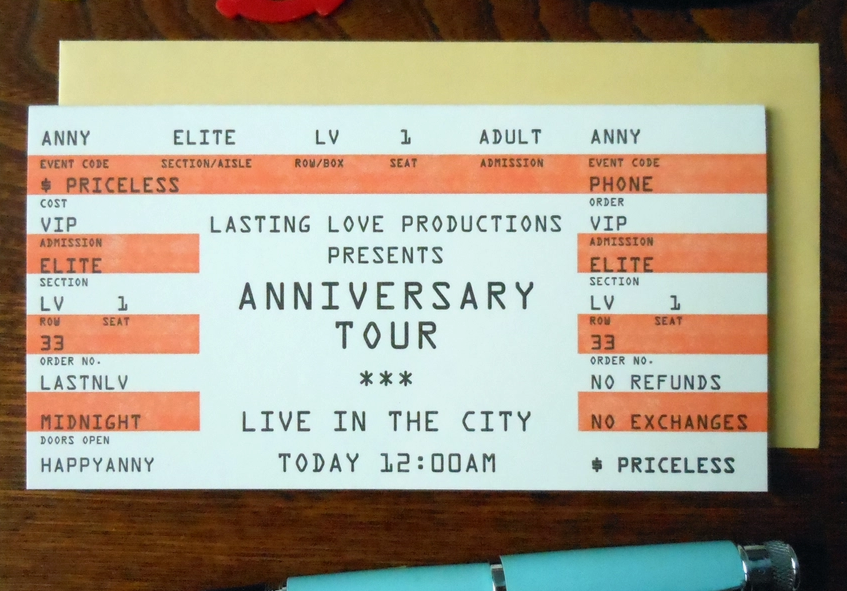 ANNY ELITE LV 1 ADULT ANNY
EVENT CODE SECTION/AISLE ROW/BOX SEAT ADMISSION EVENT CODE
$ PRICELESS PHONE
COST ORDER
VIP LASTING LOVE PRODUCTIONS VIP
ADMISSION PRESENTS ADMISSION
ELITE ELITE
SECTION SECTION
LV 1 ANNIVERSARY LV 1
ROW SEAT TOUR ROW SEAT
33 33
ORDER NO. ORDER NO.
LASTNLV *** NO REFUNDS
MIDNIGHT LIVE IN THE CITY NO EXCHANGES
DOORS OPEN
HAPPYANNY TODAY 12:00AM $ PRICELESS